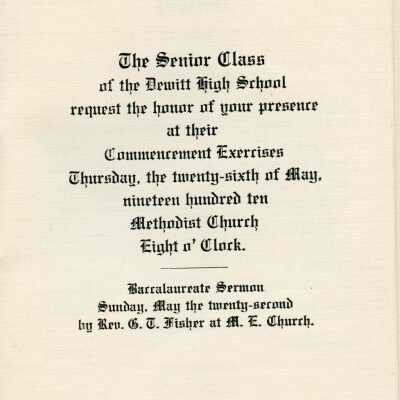 The Senior Class
of the Dewitt High School
request the honor of your presence
at their
Commencement Exercises
Thursday, the twenty-sixth of May,
nineteen hundred ten
Methodist Church
Eight o' Clock.
Baccalaureate Sermon
Sunday, May the twenty-second
by Rev. G. T. Fisher at M. E. Church.